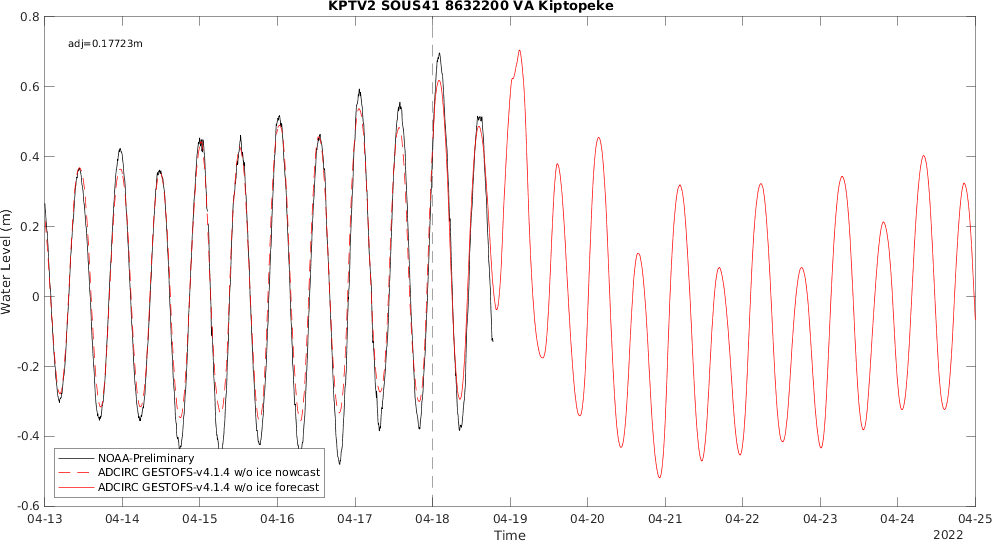 KPTV2 SOUS41 8632200 VA Kiptopeke
adj=0.17723m
0.8
0.6
0.4
0.2
0
-0.2
-0.4
-0.6
Water Level (m)
NOAA-Preliminary
ADCIRC GESTOFS-v4.1.4 w/o ice nowcast
ADCIRC GESTOFS-v4.1.4 w/o ice forecast
04-13 04-14 04-15 04-16 04-17 04-18 04-19 04-20 04-21 04-22 04-23 04-24 04-25
Time
2022